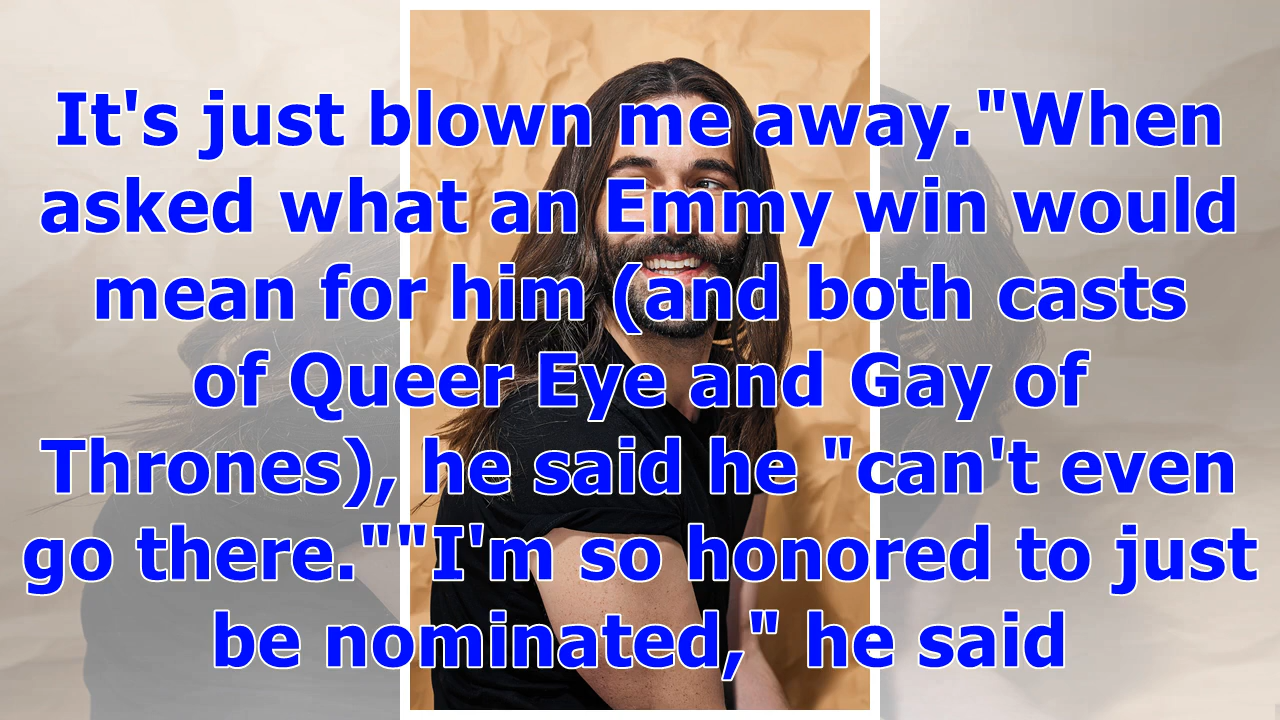 It's just blown me away."When
asked what an Emmy win would
mean for him (and both casts
of Queer Eye and Gay of
Thrones), he said he "can't even
go there.""I'm so honored to just
be nominated," he said